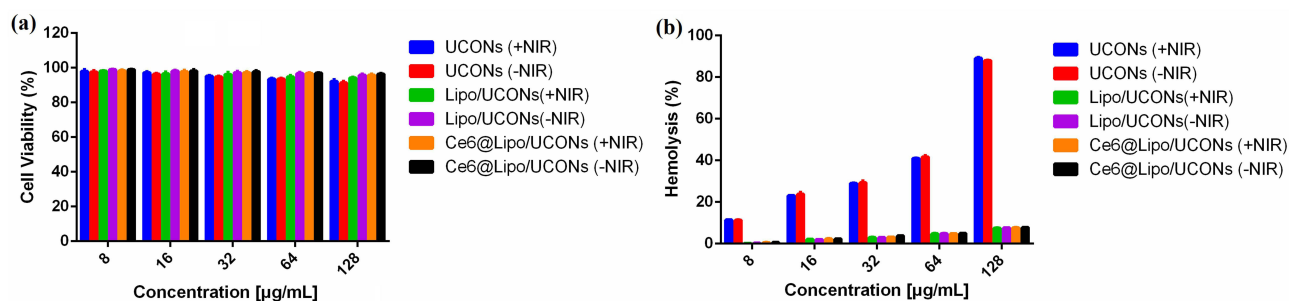 (a)
Cell Viability (%)
120
100
80
60
40
20
0
8
16
32
64
128
Concentration [µg/mL]
UCONs (+NIR)
UCONs (-NIR)
Lipo/UCONs(+NIR)
Lipo/UCONs(-NIR)
Ce6@Lipo/UCONs (+NIR)
Ce6@Lipo/UCONs (-NIR)
(b)
Hemolysis (%)
100
80
60
40
20
0
8
16
32
64
128
Concentration [µg/mL]
UCONs (+NIR)
UCONs (-NIR)
Lipo/UCONs(+NIR)
Lipo/UCONs(-NIR)
Ce6@Lipo/UCONs (+NIR)
Ce6@Lipo/UCONs (-NIR)